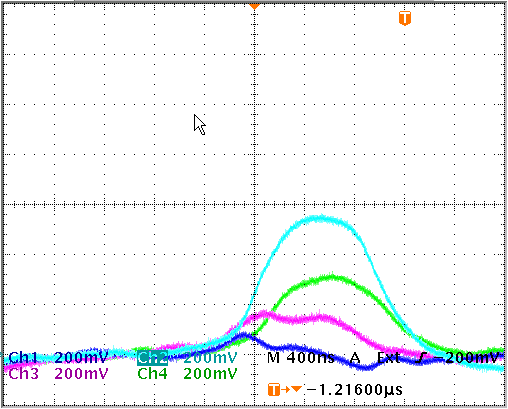 T
Ch1 200mV Ch2 200mV M 400ns A Ext ƒ -200mV
Ch3 200mV Ch4 200mV
T→▼ -1.21600µs